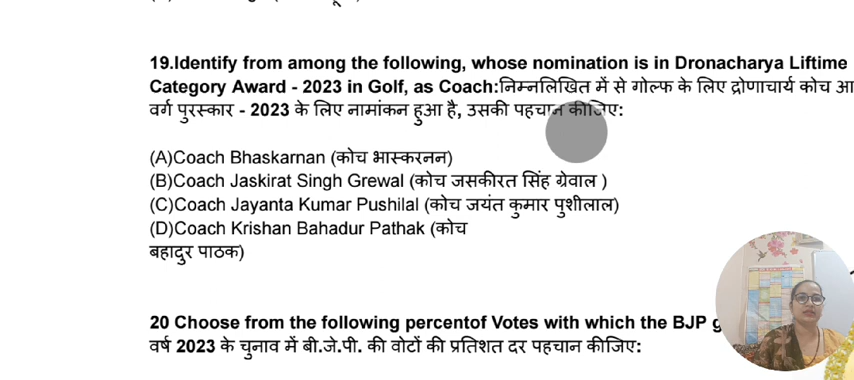 19.Identify from among the following, whose nomination is in Dronacharya Liftime
Category Award - 2023 in Golf, as Coach:निम्नलिखित में से गोल्फ के लिए द्रोणाचार्य कोच आ
वर्ग पुरस्कार - 2023 के लिए नामांकन हुआ है, उसकी पहचान कीजिए:
(A)Coach Bhaskarnan (कोच भास्करनन)
(B)Coach Jaskirat Singh Grewal (कोच जसकीरत सिंह ग्रेवाल )
(C)Coach Jayanta Kumar Pushilal (कोच जयंत कुमार पुशीलाल)
(D)Coach Krishan Bahadur Pathak (कोच
बहादुर पाठक)
20 Choose from the following percentof Votes with which the BJP g
वर्ष 2023 के चुनाव में बी.जे.पी. की वोटों की प्रतिशत दर पहचान कीजिए: